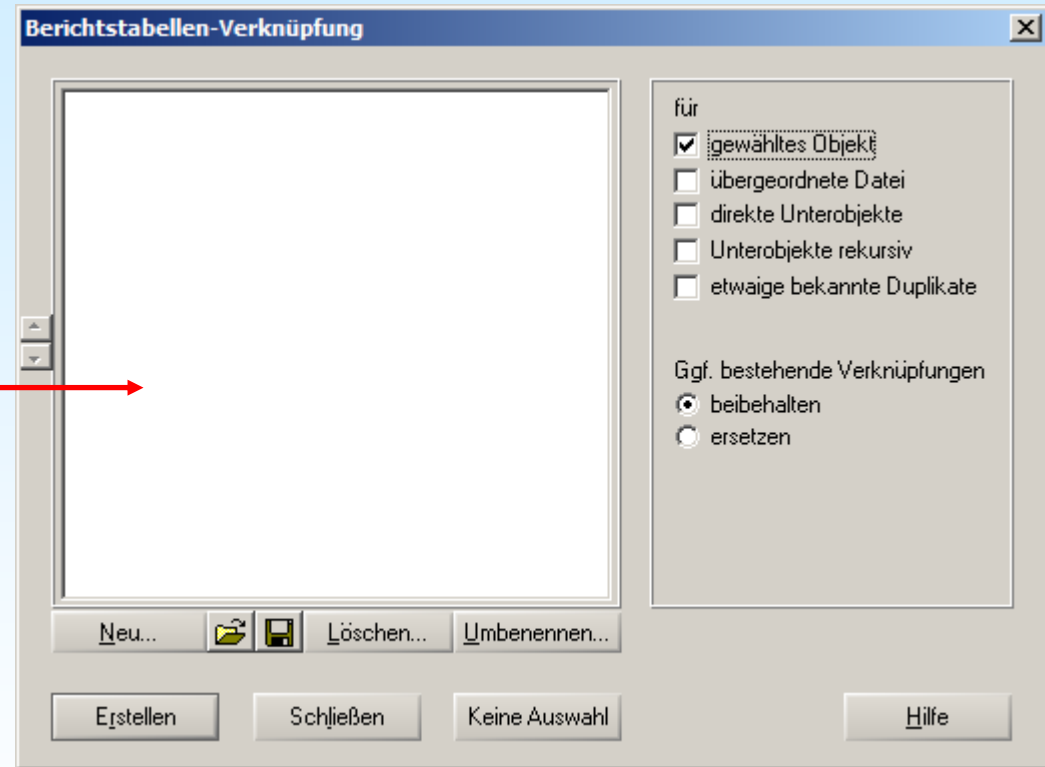 Berichtstabellen-Verknüpfung
für
gewähltes Objekt
übergeordnete Datei
direkte Unterobjekte
Unterobjekte rekursiv
etwaige bekannte Duplikate
Ggf. bestehende Verknüpfungen
beibehalten
ersetzen
Neu... Löschen... Umbenennen...
Erstellen Schließen Keine Auswahl Hilfe